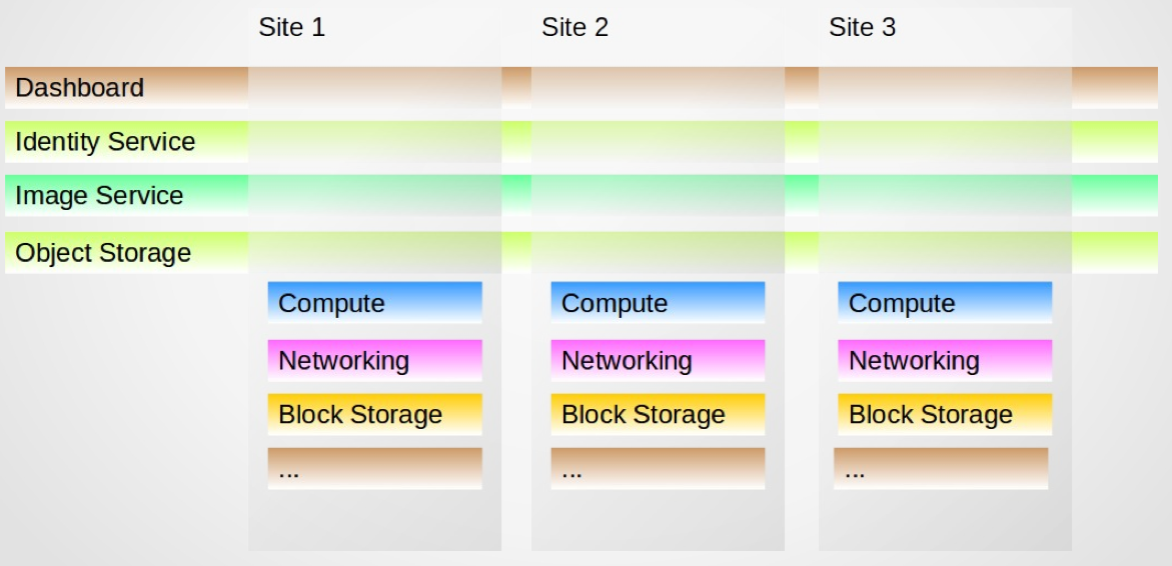 Site 1
Site 2
Site 3
Dashboard
Identity Service
Image Service
Object Storage
Compute
Compute
Compute
Networking
Networking
Networking
Block Storage
Block Storage
Block Storage
...
...
...